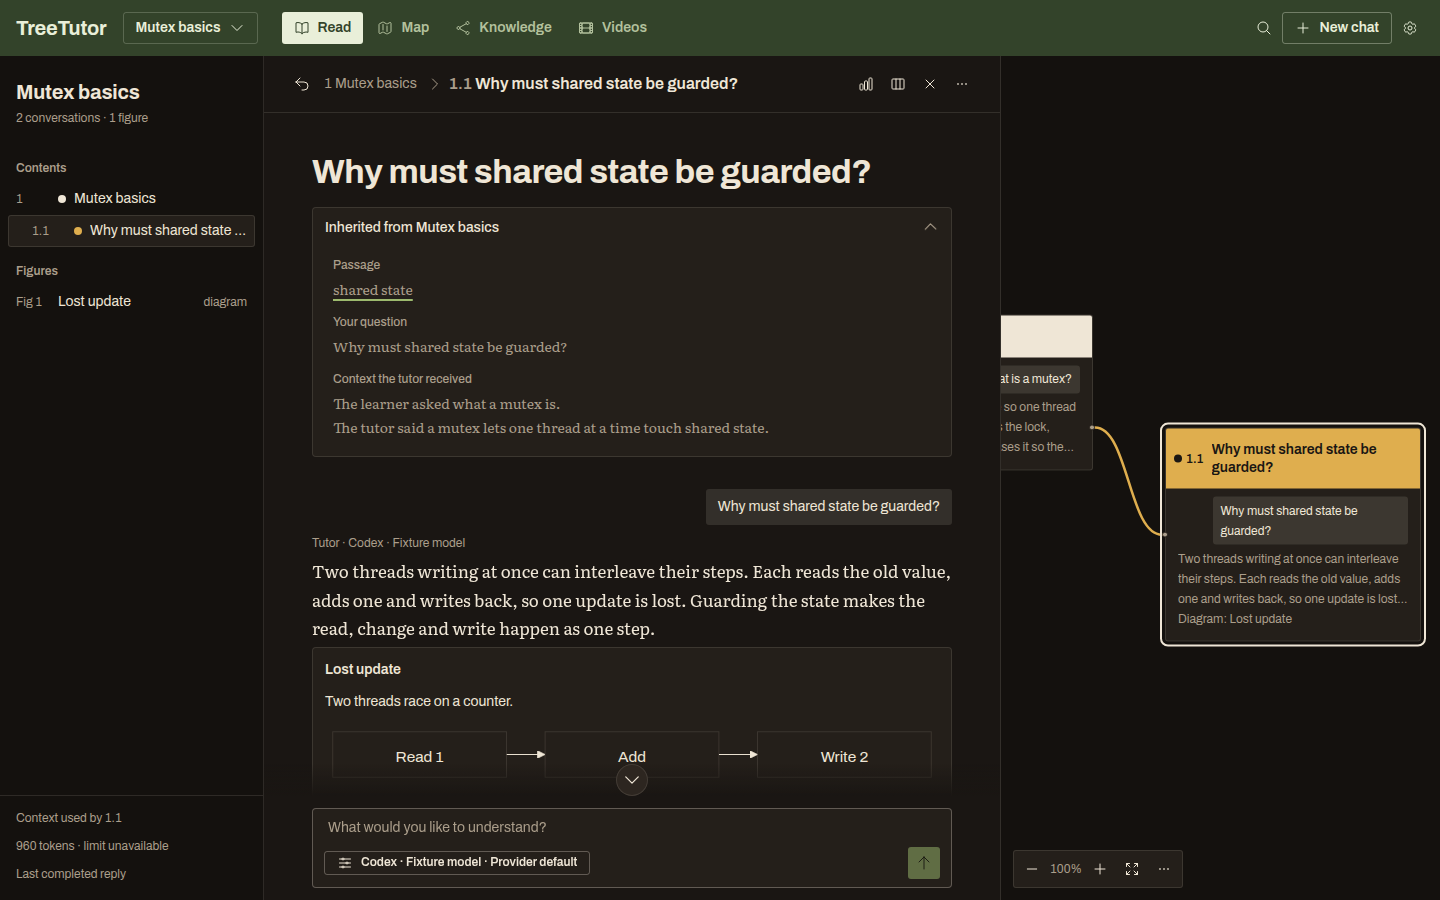 TreeTutor
Mutex basics
Read
Map
Knowledge
Videos
New chat
Mutex basics
2 conversations · 1 figure
Contents
1 Mutex basics
1.1 Why must shared state ...
Figures
Fig 1 Lost update diagram
Context used by 1.1
960 tokens · limit unavailable
Last completed reply
1 Mutex basics
1.1 Why must shared state be guarded?
Why must shared state be guarded?
Inherited from Mutex basics
Passage
shared state
Your question
Why must shared state be guarded?
Context the tutor received
The learner asked what a mutex is.
The tutor said a mutex lets one thread at a time touch shared state.
Why must shared state be guarded?
Tutor · Codex · Fixture model
Two threads writing at once can interleave their steps. Each reads the old value,
adds one and writes back, so one update is lost. Guarding the state makes the
read, change and write happen as one step.
Lost update
Two threads race on a counter.
Read 1
Add
Write 2
What would you like to understand?
Codex · Fixture model · Provider default
at is a mutex?
so one thread
the lock,
ses it so the...
1.1 Why must shared state be
guarded?
Why must shared state be
guarded?
Two threads writing at once can interleave
their steps. Each reads the old value, adds
one and writes back, so one update is lost...
Diagram: Lost update
100%